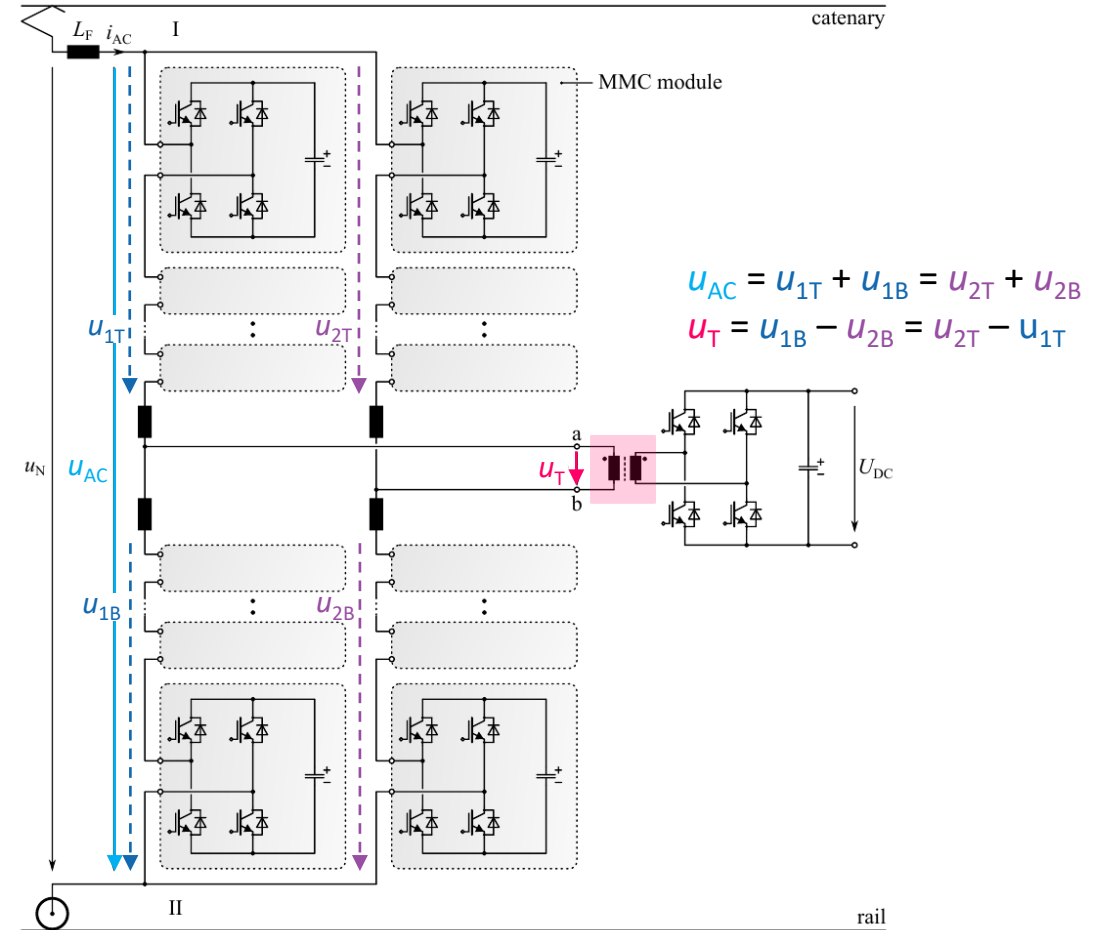 catenary
L_F i_AC I
MMC module
u_AC = u_1T + u_1B = u_2T + u_2B
u_T = u_1B − u_2B = u_2T − u_1T
u_1T
u_2T
:
:
a
u_N
u_AC
u_T
U_DC
b
u_1B
u_2B
:
:
II
rail
+
−
+
−
+
−
+
−
+
−